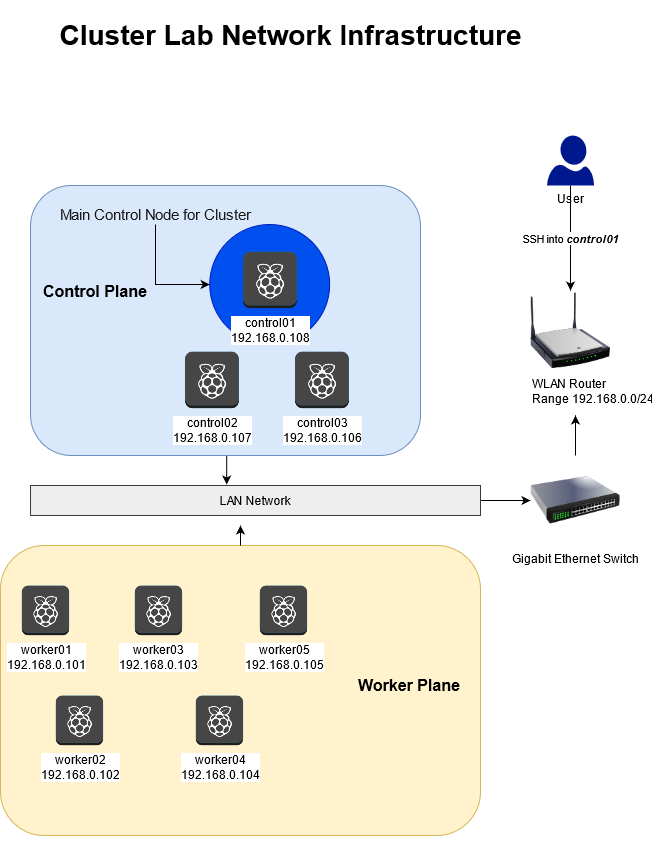 Cluster Lab Network Infrastructure
User
SSH into control01
WLAN Router
Range 192.168.0.0/24
Gigabit Ethernet Switch
Main Control Node for Cluster
Control Plane
control01
192.168.0.108
control02
192.168.0.107
control03
192.168.0.106
LAN Network
worker01
192.168.0.101
worker03
192.168.0.103
worker05
192.168.0.105
Worker Plane
worker02
192.168.0.102
worker04
192.168.0.104